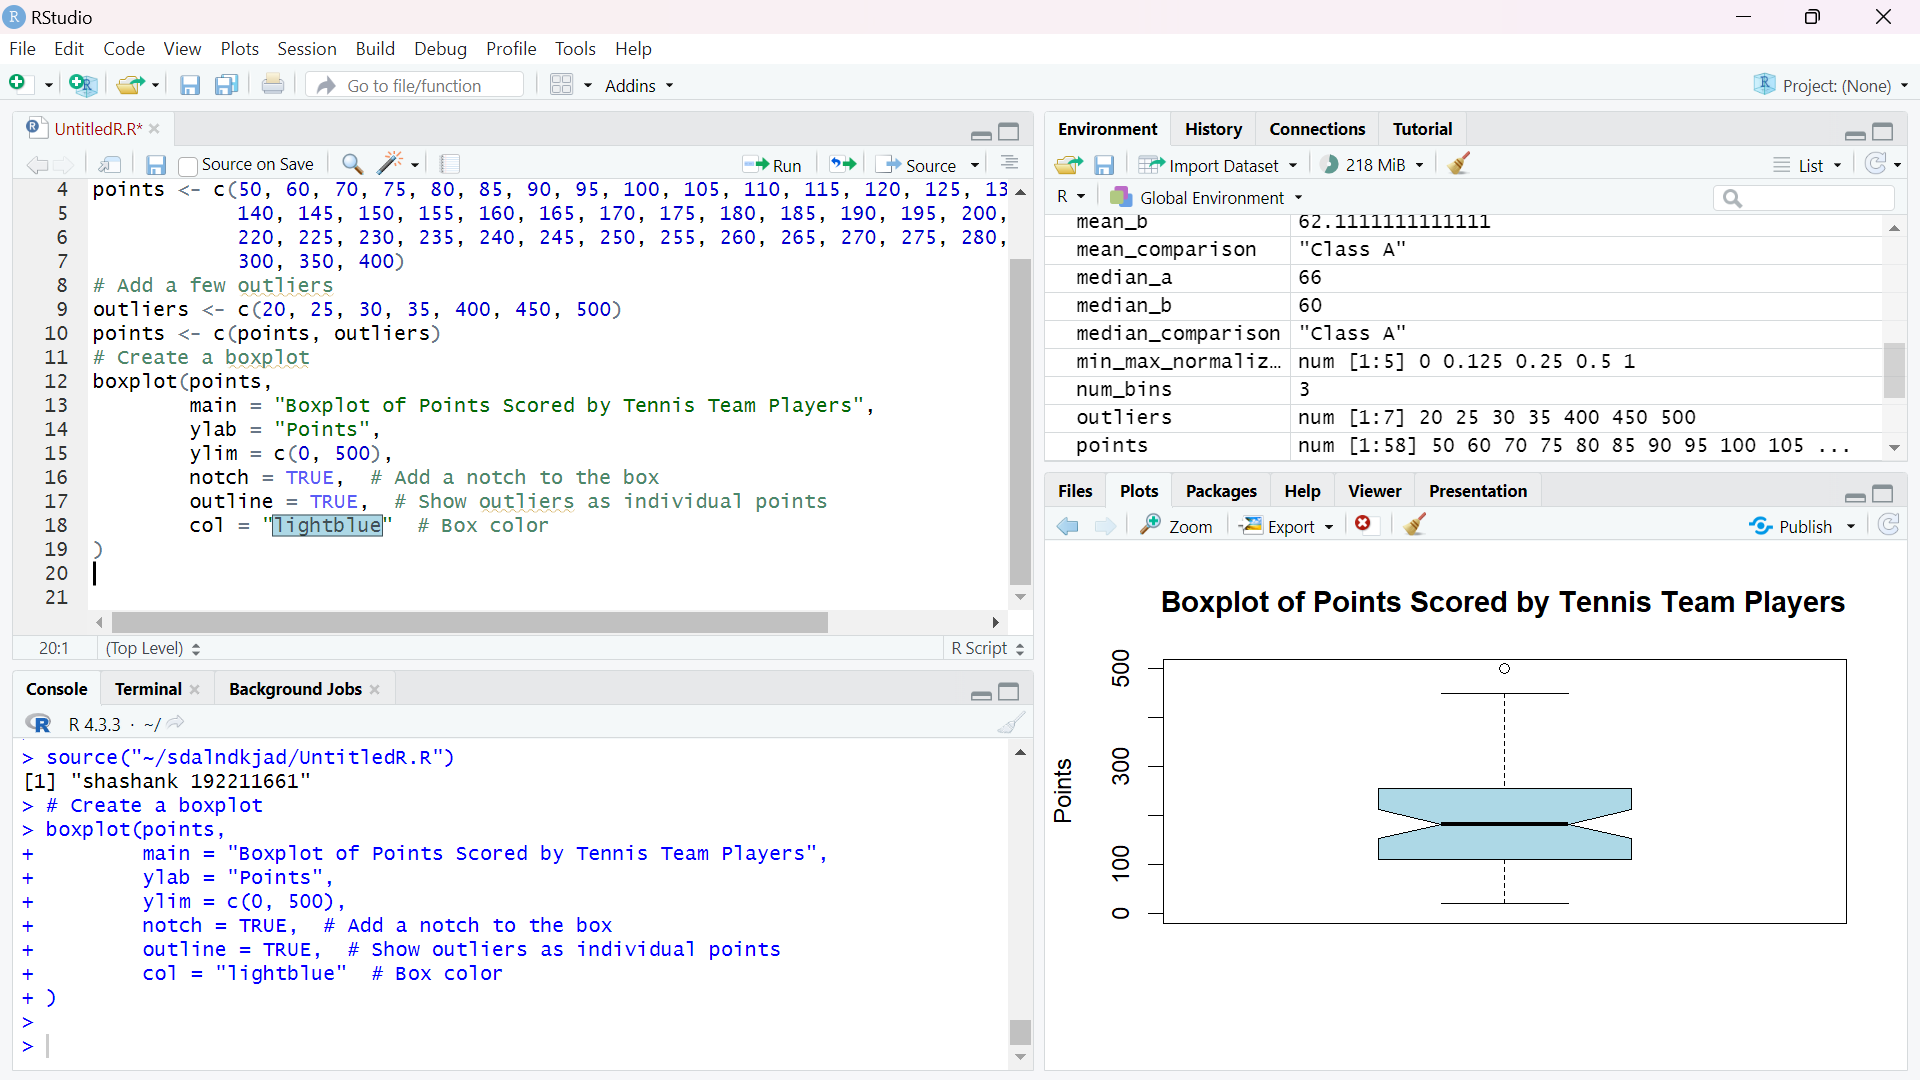 RStudio
File Edit Code View Plots Session Build Debug Profile Tools Help
Go to file/function Addins Project: (None)
UntitledR.R*
Source on Save Run Source
4 points <- c(50, 60, 70, 75, 80, 85, 90, 95, 100, 105, 110, 115, 120, 125, 13
5 140, 145, 150, 155, 160, 165, 170, 175, 180, 185, 190, 195, 200,
6 220, 225, 230, 235, 240, 245, 250, 255, 260, 265, 270, 275, 280,
7 300, 350, 400)
8 # Add a few outliers
9 outliers <- c(20, 25, 30, 35, 400, 450, 500)
10 points <- c(points, outliers)
11 # Create a boxplot
12 boxplot(points,
13 main = "Boxplot of Points Scored by Tennis Team Players",
14 ylab = "Points",
15 ylim = c(0, 500),
16 notch = TRUE, # Add a notch to the box
17 outline = TRUE, # Show outliers as individual points
18 col = "lightblue" # Box color
19 )
20
21
20:1 (Top Level) R Script
Console Terminal Background Jobs
R 4.3.3 · ~/
> source("~/sdalndkjad/UntitledR.R")
[1] "shashank 192211661"
> # Create a boxplot
> boxplot(points,
+ main = "Boxplot of Points Scored by Tennis Team Players",
+ ylab = "Points",
+ ylim = c(0, 500),
+ notch = TRUE, # Add a notch to the box
+ outline = TRUE, # Show outliers as individual points
+ col = "lightblue" # Box color
+ )
>
>
Environment History Connections Tutorial
Import Dataset 218 MiB List
R Global Environment
mean_b 62.1111111111111
mean_comparison "Class A"
median_a 66
median_b 60
median_comparison "Class A"
min_max_normaliz… num [1:5] 0 0.125 0.25 0.5 1
num_bins 3
outliers num [1:7] 20 25 30 35 400 450 500
points num [1:58] 50 60 70 75 80 85 90 95 100 105 ...
Files Plots Packages Help Viewer Presentation
Zoom Export Publish
Boxplot of Points Scored by Tennis Team Players
Points
500
300
100
0